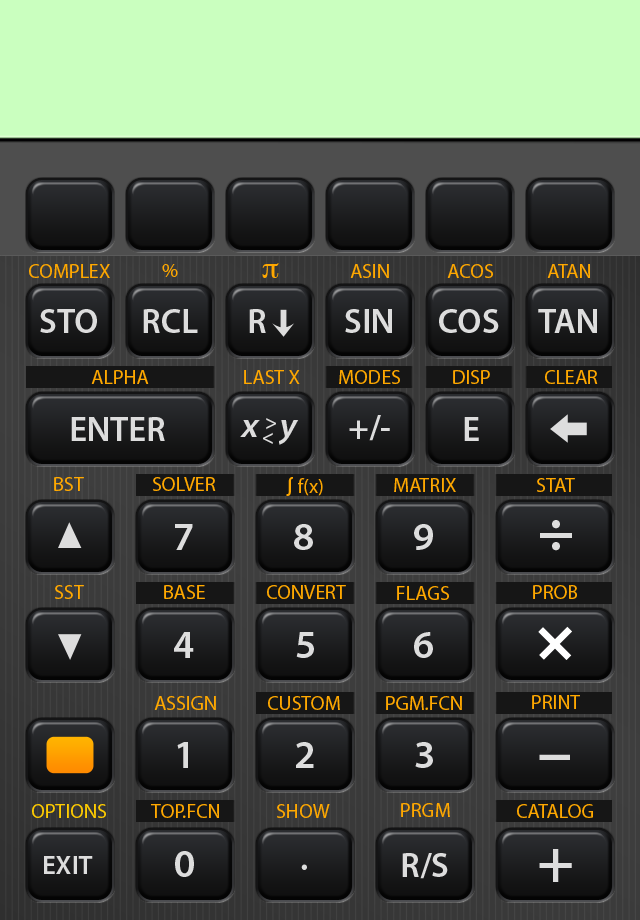 COMPLEX % π ASIN ACOS ATAN
STO RCL R↓ SIN COS TAN
ALPHA LAST X MODES DISP CLEAR
ENTER x≷y +/- E ←
BST SOLVER ∫ f(x) MATRIX STAT
▲ 7 8 9 ÷
SST BASE CONVERT FLAGS PROB
▼ 4 5 6 ×
ASSIGN CUSTOM PGM.FCN PRINT
1 2 3 −
OPTIONS TOP.FCN SHOW PRGM CATALOG
EXIT 0 . R/S +